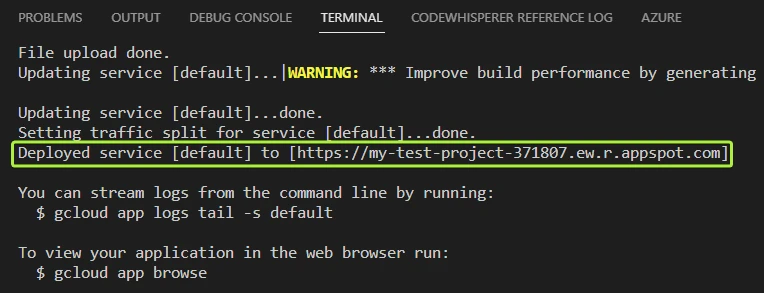 PROBLEMS OUTPUT DEBUG CONSOLE TERMINAL CODEWHISPERER REFERENCE LOG AZURE
File upload done.
Updating service [default]...|WARNING: *** Improve build performance by generating
Updating service [default]...done.
Setting traffic split for service [default]...done.
Deployed service [default] to [https://my-test-project-371807.ew.r.appspot.com]
You can stream logs from the command line by running:
$ gcloud app logs tail -s default
To view your application in the web browser run:
$ gcloud app browse